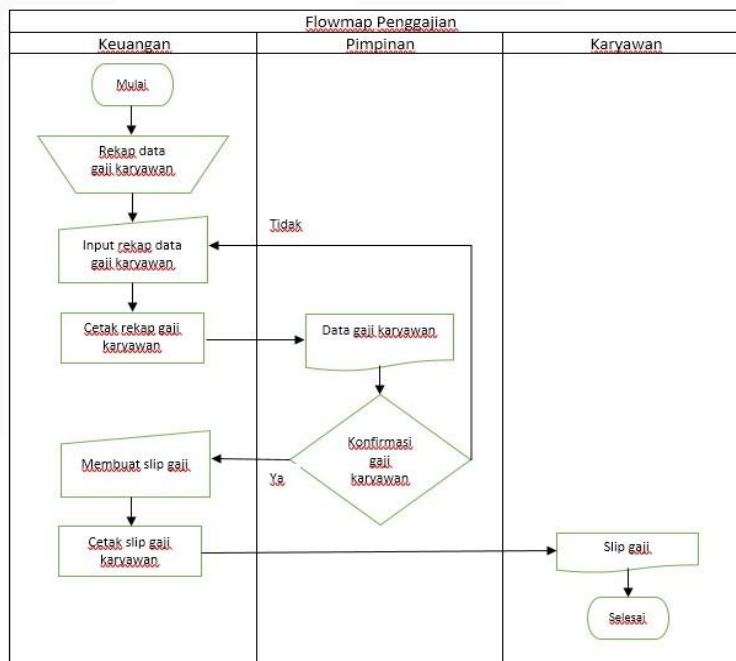 Flowmap Penggajian
Keuangan
Pimpinan
Karyawan
Mulai
Rekap data
gaji karyawan
Tidak
Input rekap data
gaji karyawan
Cetak rekap gaji
karyawan
Data gaji karyawan
Konfirmasi
gaji
karyawan
Ya
Membuat slip gaji
Cetak slip gaji
karyawan
Slip gaji
Selesai